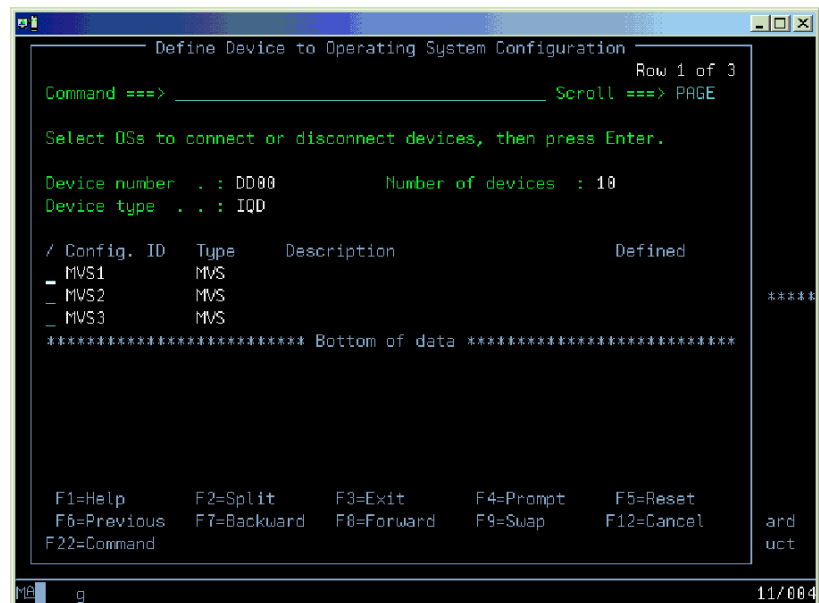 Define Device to Operating System Configuration
Row 1 of 3
Command ===> _______________________________________ Scroll ===> PAGE
Select OSs to connect or disconnect devices, then press Enter.
Device number . : DD00 Number of devices : 10
Device type . . : IQD
/ Config. ID Type Description Defined
_ MVS1 MVS
_ MVS2 MVS
*****
_ MVS3 MVS
************************** Bottom of data ***************************
F1=Help F2=Split F3=Exit F4=Prompt F5=Reset
F6=Previous F7=Backward F8=Forward F9=Swap F12=Cancel
ard
F22=Command
uct
MA g 11/004